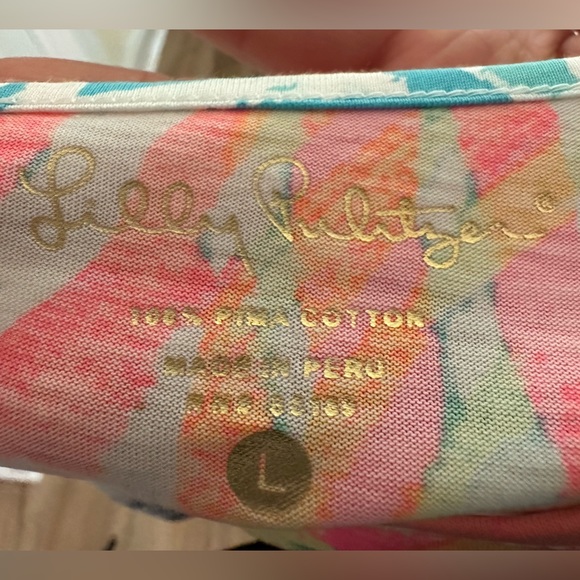 Lilly Pulitzer®
100% PIMA COTTON
MADE IN PERU
L